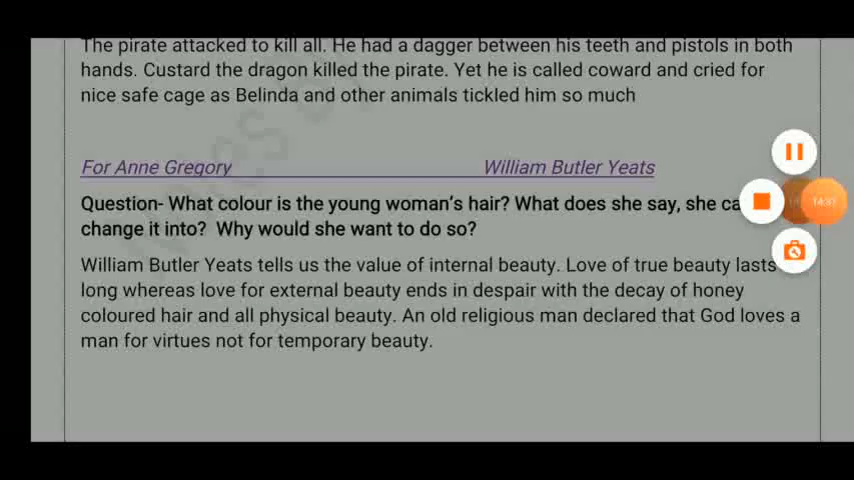 The pirate attacked to kill all. He had a dagger between his teeth and pistols in both
hands. Custard the dragon killed the pirate. Yet he is called coward and cried for
nice safe cage as Belinda and other animals tickled him so much
For Anne Gregory William Butler Yeats
Question- What colour is the young woman's hair? What does she say, she ca
change it into? Why would she want to do so?
William Butler Yeats tells us the value of internal beauty. Love of true beauty lasts
long whereas love for external beauty ends in despair with the decay of honey
coloured hair and all physical beauty. An old religious man declared that God loves a
man for virtues not for temporary beauty.